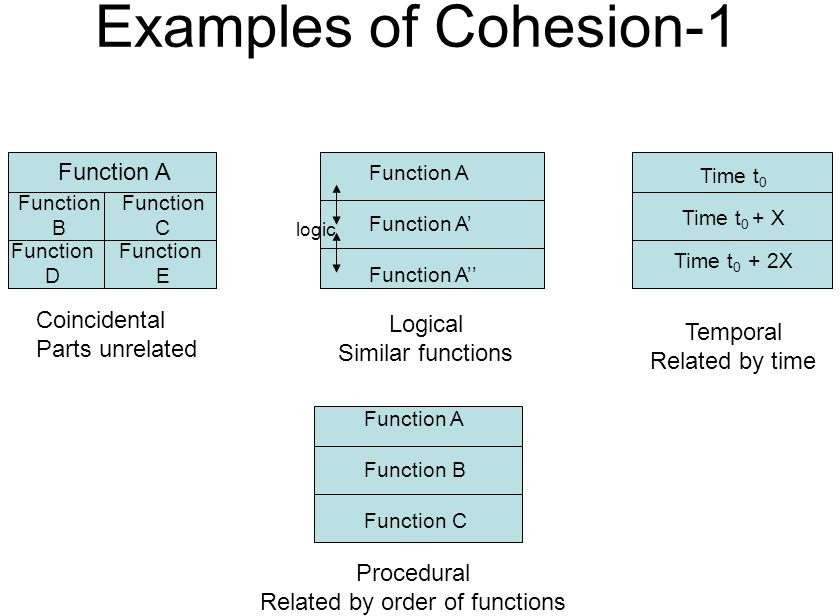 Examples of Cohesion-1
Function A
Function
B
Function
C
Function
D
Function
E
Coincidental
Parts unrelated
logic
Function A
Function A’
Function A’’
Logical
Similar functions
Time t₀
Time t₀ + X
Time t₀ + 2X
Temporal
Related by time
Function A
Function B
Function C
Procedural
Related by order of functions